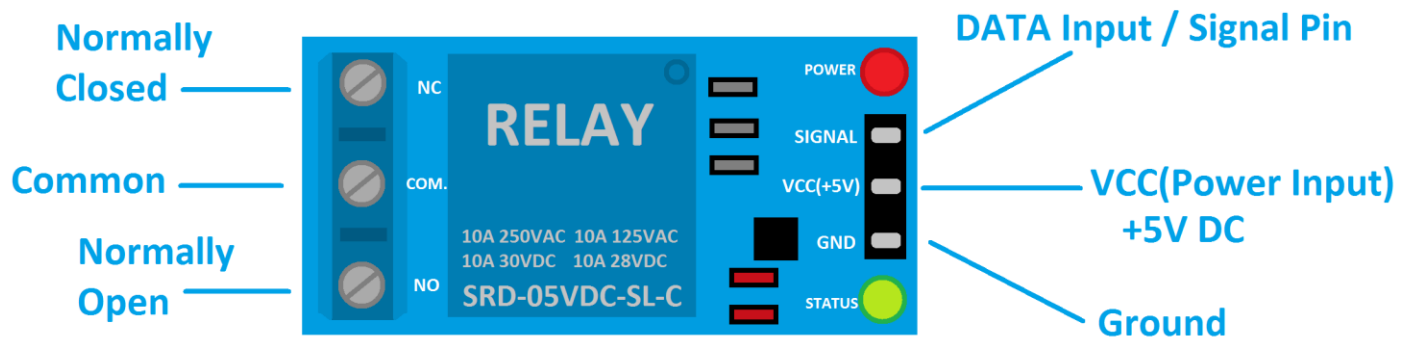 Normally
Closed
Common
Normally
Open
NC
COM.
NO
RELAY
10A 250VAC 10A 125VAC
10A 30VDC 10A 28VDC
SRD-05VDC-SL-C
POWER
SIGNAL
VCC(+5V)
GND
STATUS
DATA Input / Signal Pin
VCC(Power Input)
+5V DC
Ground